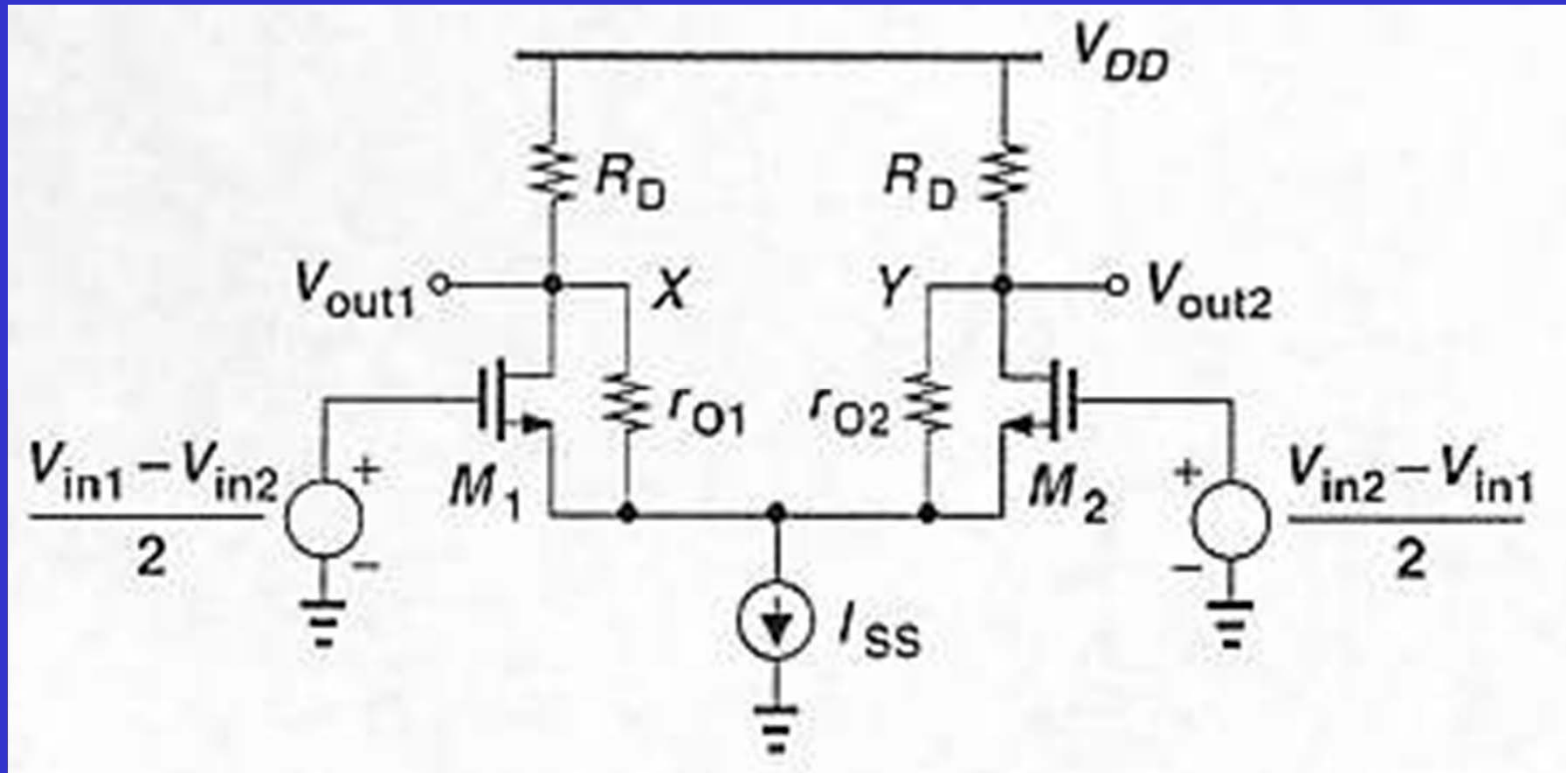 V_DD
R_D R_D
V_out1 X Y V_out2
r_O1 r_O2
V_in1 – V_in2 + M_1 M_2 + V_in2 – V_in1
2 – – 2
I_SS